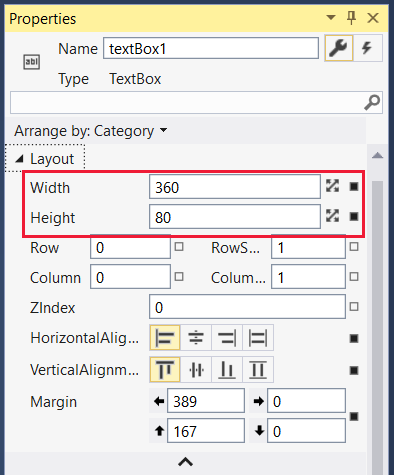 Properties
Name textBox1
abl
Type TextBox
Arrange by: Category
Layout
Width 360
Height 80
Row 0 RowS... 1
Column 0 Colum... 1
ZIndex 0
HorizontalAlig...
VerticalAlignm...
Margin 389 0
167 0